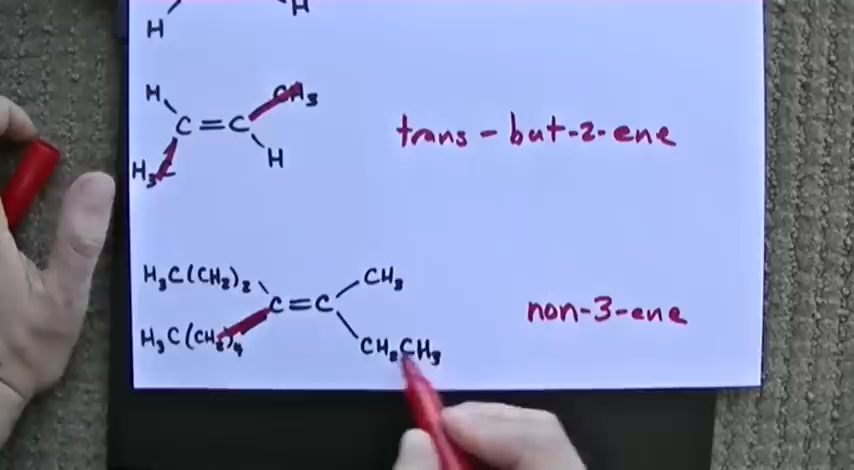 H H
H CH₃
C = C trans - but-2-ene
H₃C H
H₃C(CH₂)₂ CH₃
C = C non-3-ene
H₃C(CH₂)₄ CH₂CH₃